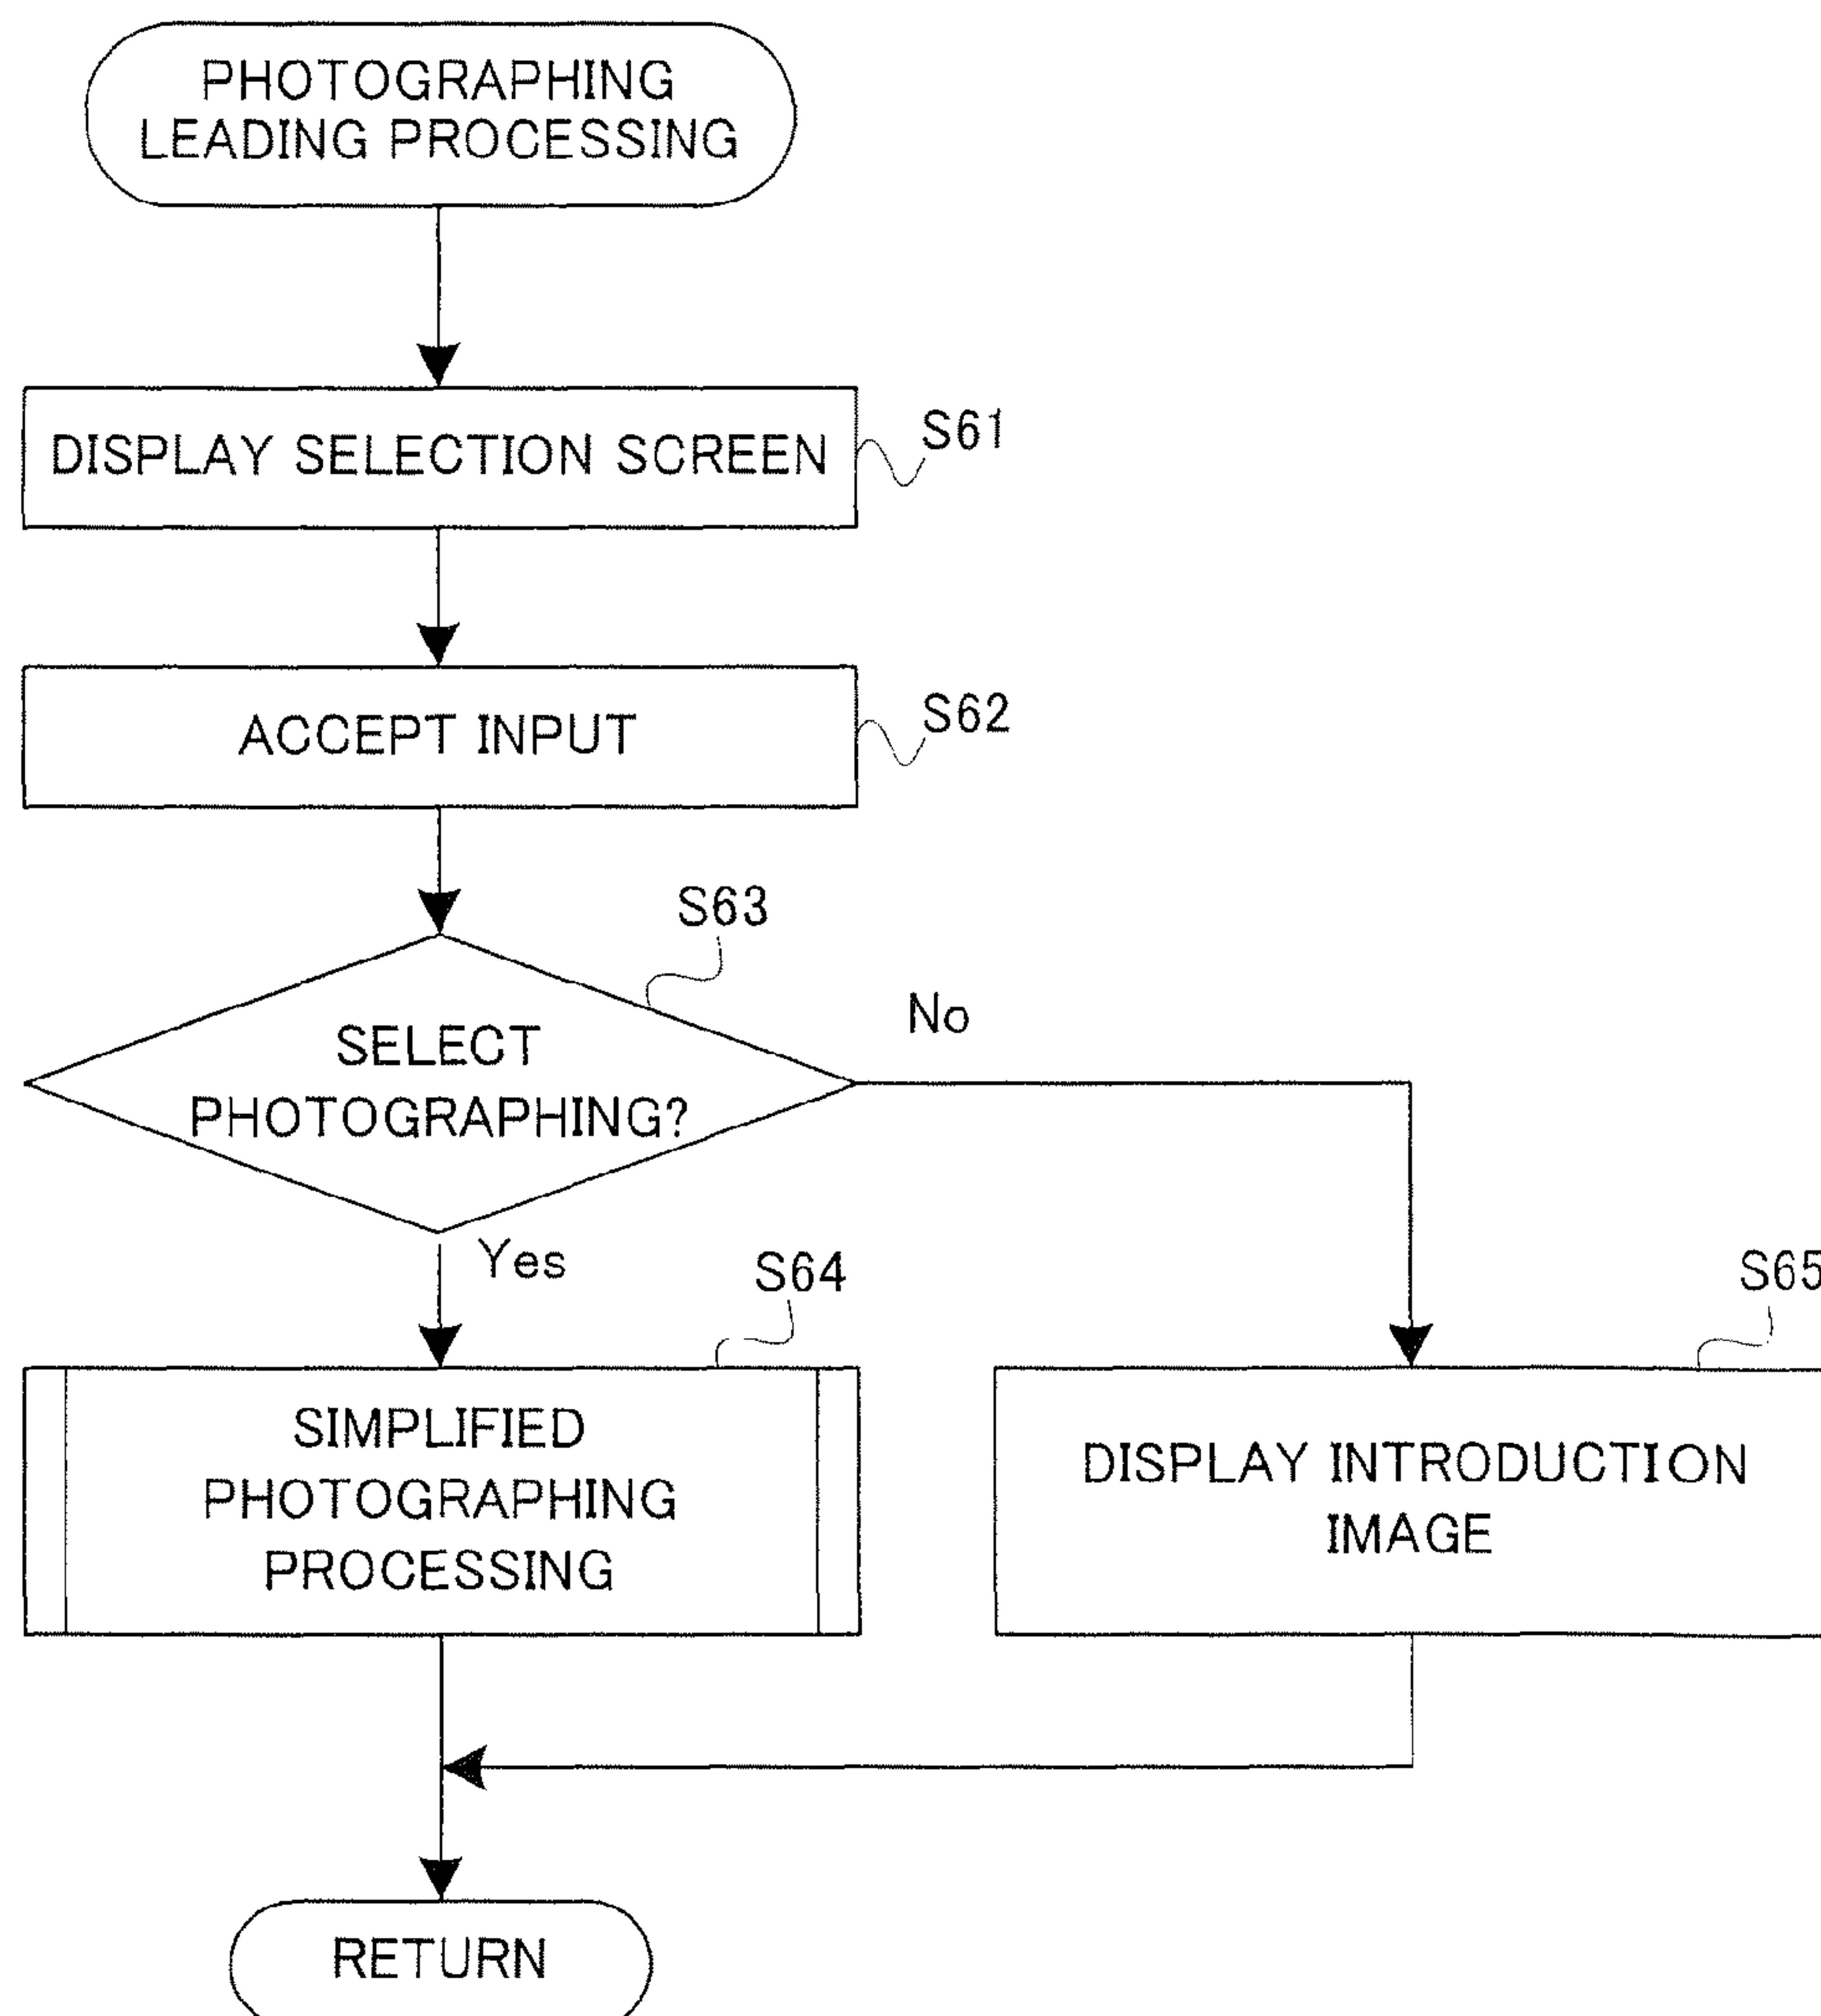 PHOTOGRAPHING
LEADING PROCESSING
DISPLAY SELECTION SCREEN
S61
ACCEPT INPUT
S62
S63
SELECT
PHOTOGRAPHING?
No
Yes
S64
S65
SIMPLIFIED
PHOTOGRAPHING
PROCESSING
DISPLAY INTRODUCTION
IMAGE
RETURN